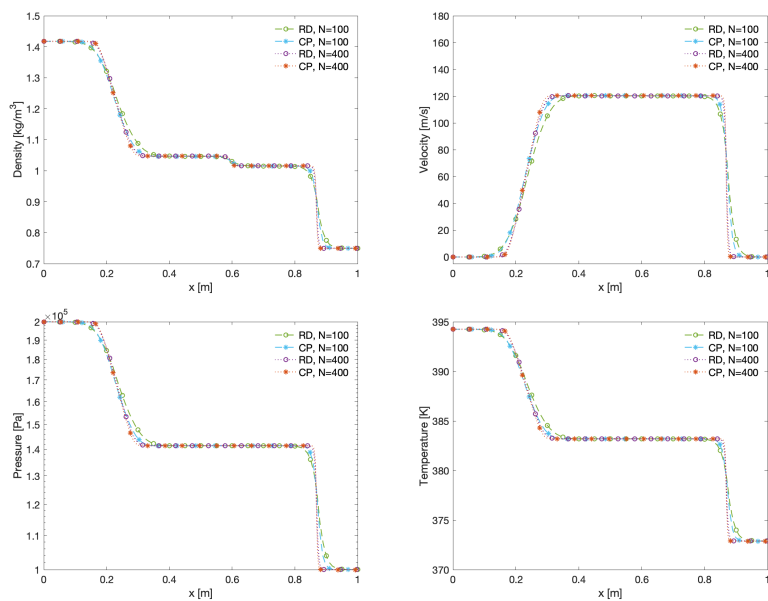 1.5
1.4
1.3
1.2
1.1
1
0.9
0.8
0.7
Density [kg/m³]
0 0.2 0.4 0.6 0.8 1
x [m]
RD, N=100
CP, N=100
RD, N=400
CP, N=400
180
160
140
120
100
80
60
40
20
0
Velocity [m/s]
0 0.2 0.4 0.6 0.8 1
x [m]
RD, N=100
CP, N=100
RD, N=400
CP, N=400
×10⁵
2
1.9
1.8
1.7
1.6
1.5
1.4
1.3
1.2
1.1
1
Pressure [Pa]
0 0.2 0.4 0.6 0.8 1
x [m]
RD, N=100
CP, N=100
RD, N=400
CP, N=400
395
390
385
380
375
370
Temperature [K]
0 0.2 0.4 0.6 0.8 1
x [m]
RD, N=100
CP, N=100
RD, N=400
CP, N=400